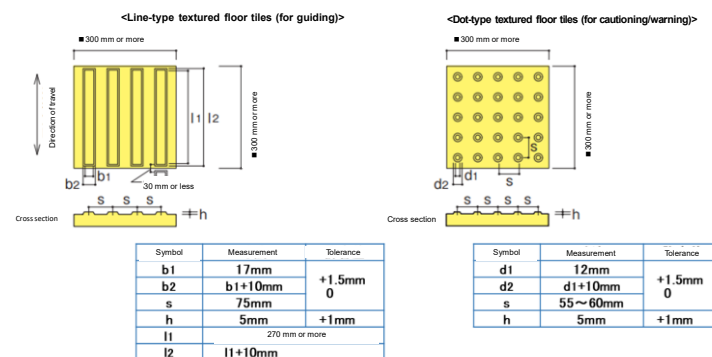 <Line-type textured floor tiles (for guiding)>
■300 mm or more
Direction of travel
l1
l2
■300 mm or more
b1
b2
30 mm or less
S S S
Cross section
h
Symbol Measurement Tolerance
b1 17mm +1.5mm
b2 b1+10mm 0
s 75mm
h 5mm +1mm
l1 270 mm or more
l2 l1+10mm
<Dot-type textured floor tiles (for cautioning/warning)>
■300 mm or more
■300 mm or more
S
d1
d2
S
S S S S
Cross section
h
Symbol Measurement Tolerance
d1 12mm +1.5mm
d2 d1+10mm 0
s 55～60mm
h 5mm +1mm